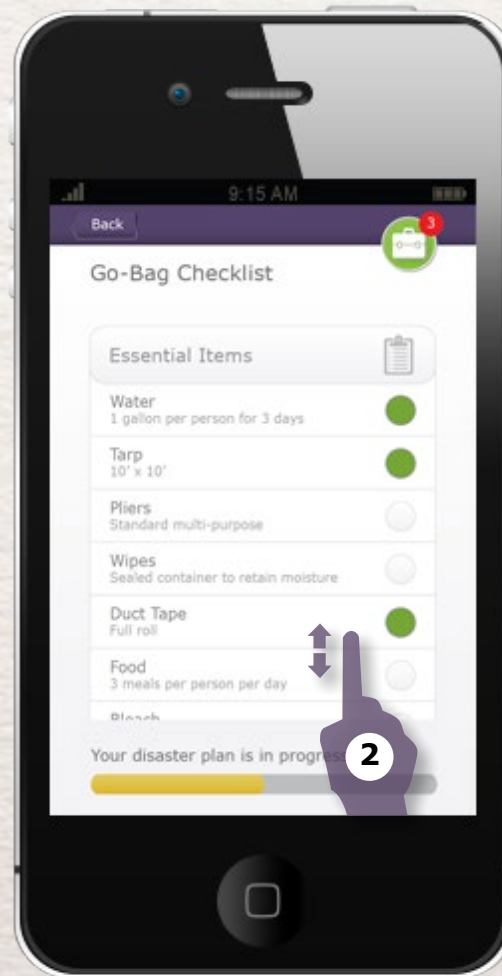 9:15 AM
Back
3
Go-Bag Checklist
Essential Items
Water
1 gallon per person for 3 days
Tarp
10' x 10'
Pliers
Standard multi-purpose
Wipes
Sealed container to retain moisture
Duct Tape
Full roll
Food
3 meals per person per day
Bleach
Your disaster plan is in progress
2